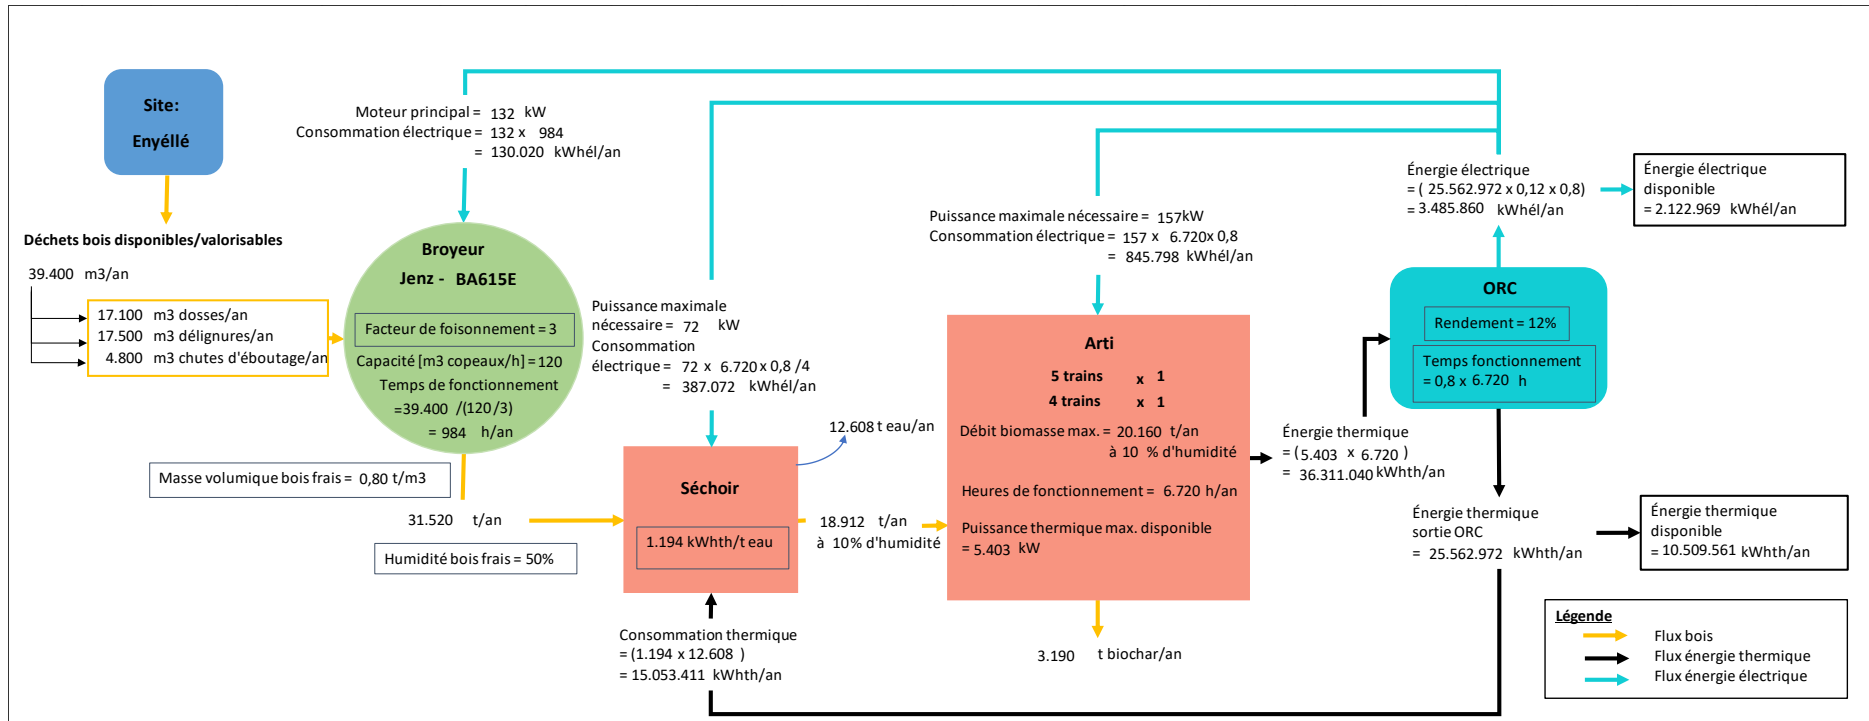 Site:
Enyéllé
Déchets bois disponibles/valorisables
39.400 m3/an
17.100 m3 dosses/an
17.500 m3 délignures/an
4.800 m3 chutes d'éboutage/an
Moteur principal = 132 kW
Consommation électrique = 132 x 984
= 130.020 kWhél/an
Broyeur
Jenz - BA615E
Facteur de foisonnement = 3
Capacité [m3 copeaux/h] = 120
Temps de fonctionnement
=39.400 /(120/3)
= 984 h/an
Masse volumique bois frais = 0,80 t/m3
31.520 t/an
Humidité bois frais = 50%
Puissance maximale
nécessaire = 72 kW
Consommation
électrique = 72 x 6.720 x 0,8 /4
= 387.072 kWhél/an
12.608 t eau/an
Séchoir
1.194 kWhth/t eau
18.912 t/an
à 10% d'humidité
Consommation thermique
= (1.194 x 12.608 )
= 15.053.411 kWhth/an
Puissance maximale nécessaire = 157 kW
Consommation électrique = 157 x 6.720 x 0,8
= 845.798 kWhél/an
Arti
5 trains x 1
4 trains x 1
Débit biomasse max. = 20.160 t/an
à 10 % d'humidité
Heures de fonctionnement = 6.720 h/an
Puissance thermique max. disponible
= 5.403 kW
3.190 t biochar/an
Énergie thermique
= (5.403 x 6.720 )
= 36.311.040 kWhth/an
Énergie électrique
= ( 25.562.972 x 0,12 x 0,8)
= 3.485.860 kWhél/an
Énergie électrique
disponible
= 2.122.969 kWhél/an
ORC
Rendement = 12%
Temps fonctionnement
= 0,8 x 6.720 h
Énergie thermique
sortie ORC
= 25.562.972 kWhth/an
Énergie thermique
disponible
= 10.509.561 kWhth/an
Légende
Flux bois
Flux énergie thermique
Flux énergie électrique